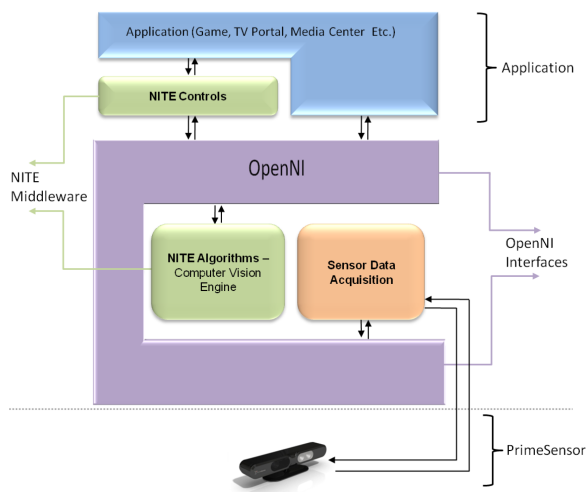 Application (Game, TV Portal, Media Center Etc.)
Application
NITE Controls
NITE
Middleware
OpenNI
OpenNI
Interfaces
NITE Algorithms –
Computer Vision
Engine
Sensor Data
Acquisition
PrimeSensor